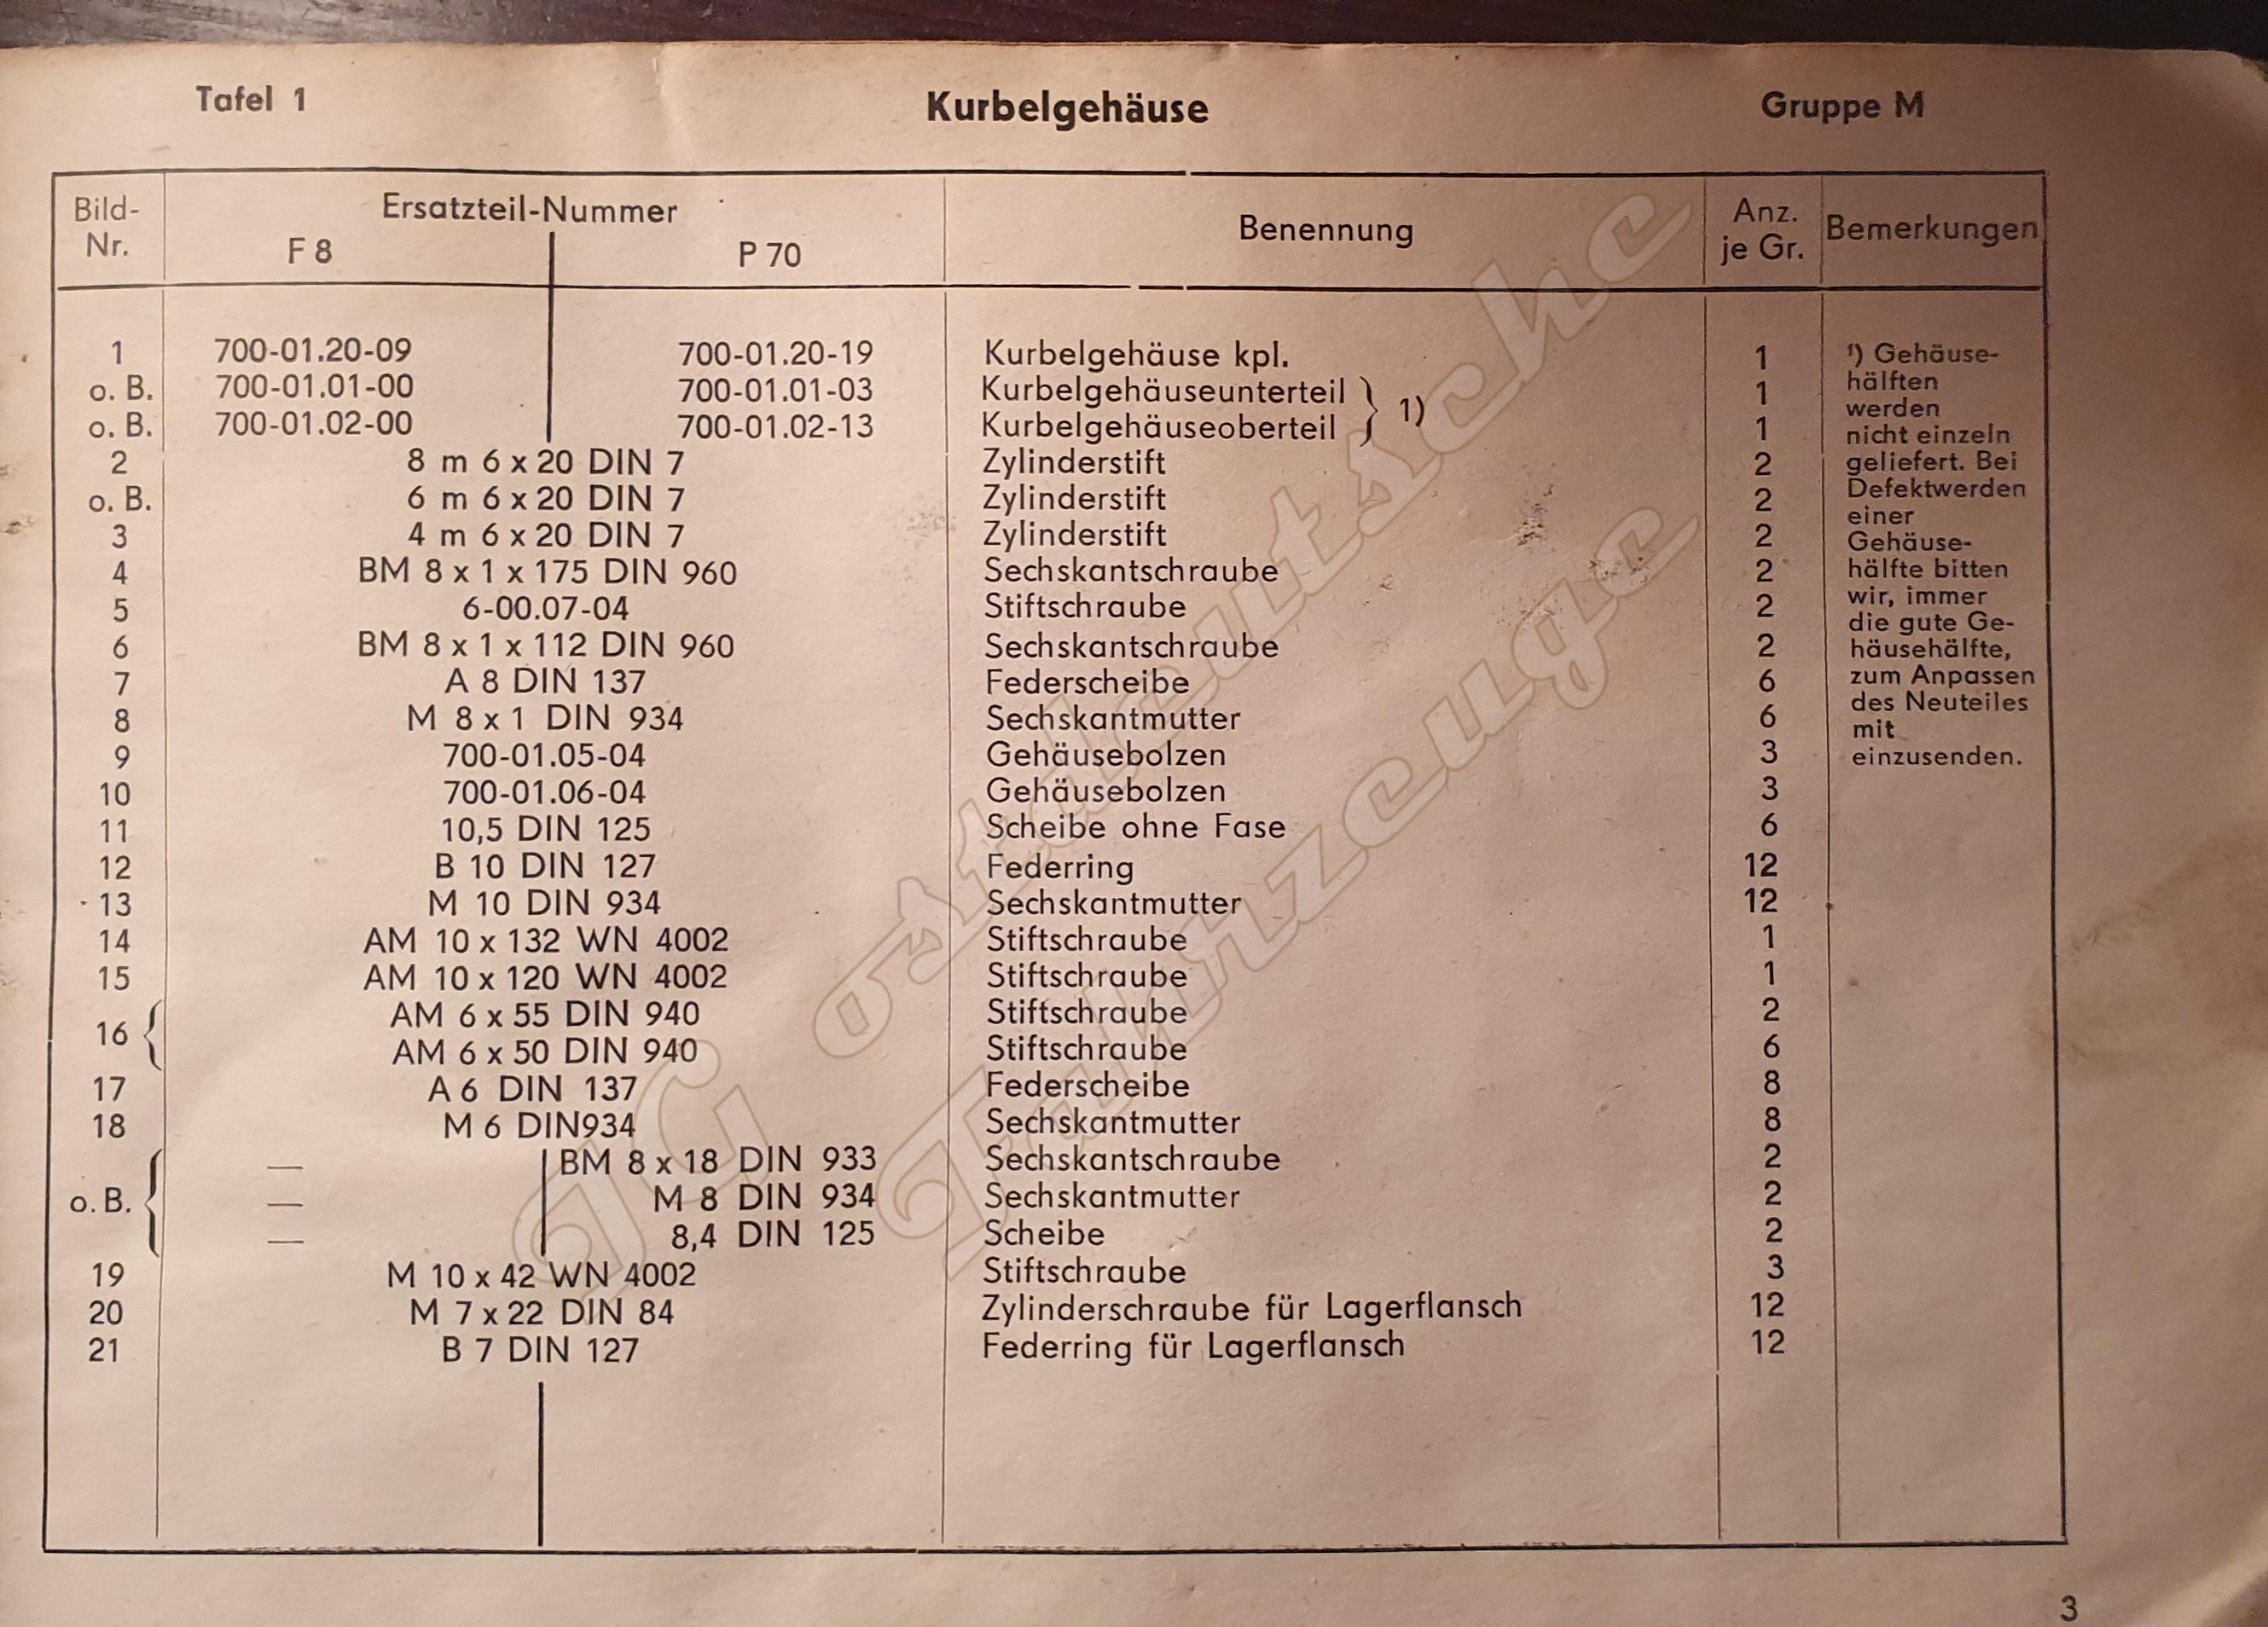 Tafel 1 Kurbelgehäuse Gruppe M
Bild-Nr. Ersatzteil-Nummer F 8 P 70 Benennung Anz. je Gr. Bemerkungen
1 700-01.20-09 700-01.20-19 Kurbelgehäuse kpl. 1
o. B. 700-01.01-00 700-01.01-03 Kurbelgehäuseunterteil } 1) 1
o. B. 700-01.02-00 700-01.02-13 Kurbelgehäuseoberteil 1
2 8 m 6 x 20 DIN 7 Zylinderstift 2
o. B. 6 m 6 x 20 DIN 7 Zylinderstift 2
3 4 m 6 x 20 DIN 7 Zylinderstift 2
4 BM 8 x 1 x 175 DIN 960 Sechskantschraube 2
5 6-00.07-04 Stiftschraube 2
6 BM 8 x 1 x 112 DIN 960 Sechskantschraube 2
7 A 8 DIN 137 Federscheibe 6
8 M 8 x 1 DIN 934 Sechskantmutter 6
9 700-01.05-04 Gehäusebolzen 3
10 700-01.06-04 Gehäusebolzen 3
11 10,5 DIN 125 Scheibe ohne Fase 6
12 B 10 DIN 127 Federring 12
13 M 10 DIN 934 Sechskantmutter 12
14 AM 10 x 132 WN 4002 Stiftschraube 1
15 AM 10 x 120 WN 4002 Stiftschraube 1
16 { AM 6 x 55 DIN 940 Stiftschraube 2
AM 6 x 50 DIN 940 Stiftschraube 6
17 A 6 DIN 137 Federscheibe 8
18 M 6 DIN934 Sechskantmutter 8
— BM 8 x 18 DIN 933 Sechskantschraube 2
o. B. { — M 8 DIN 934 Sechskantmutter 2
— 8,4 DIN 125 Scheibe 2
19 M 10 x 42 WN 4002 Stiftschraube 3
20 M 7 x 22 DIN 84 Zylinderschraube für Lagerflansch 12
21 B 7 DIN 127 Federring für Lagerflansch 12
1) Gehäuse-
hälften
werden
nicht einzeln
geliefert. Bei
Defektwerden
einer
Gehäuse-
hälfte bitten
wir, immer
die gute Ge-
häusehälfte,
zum Anpassen
des Neuteiles
mit
einzusenden.
3
IG ostdeutsche
Fahrzeuge